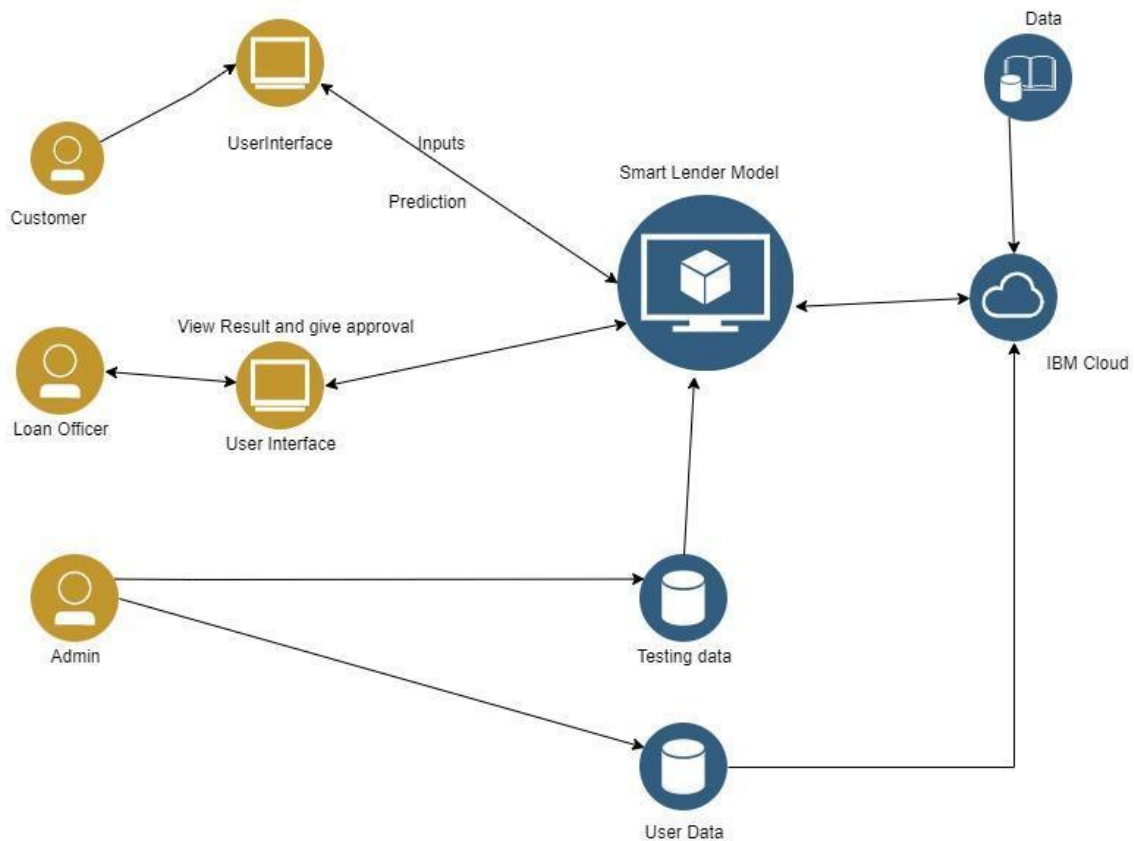 Data
UserInterface
Inputs
Smart Lender Model
Prediction
Customer
View Result and give approval
IBM Cloud
Loan Officer
User Interface
Admin
Testing data
User Data